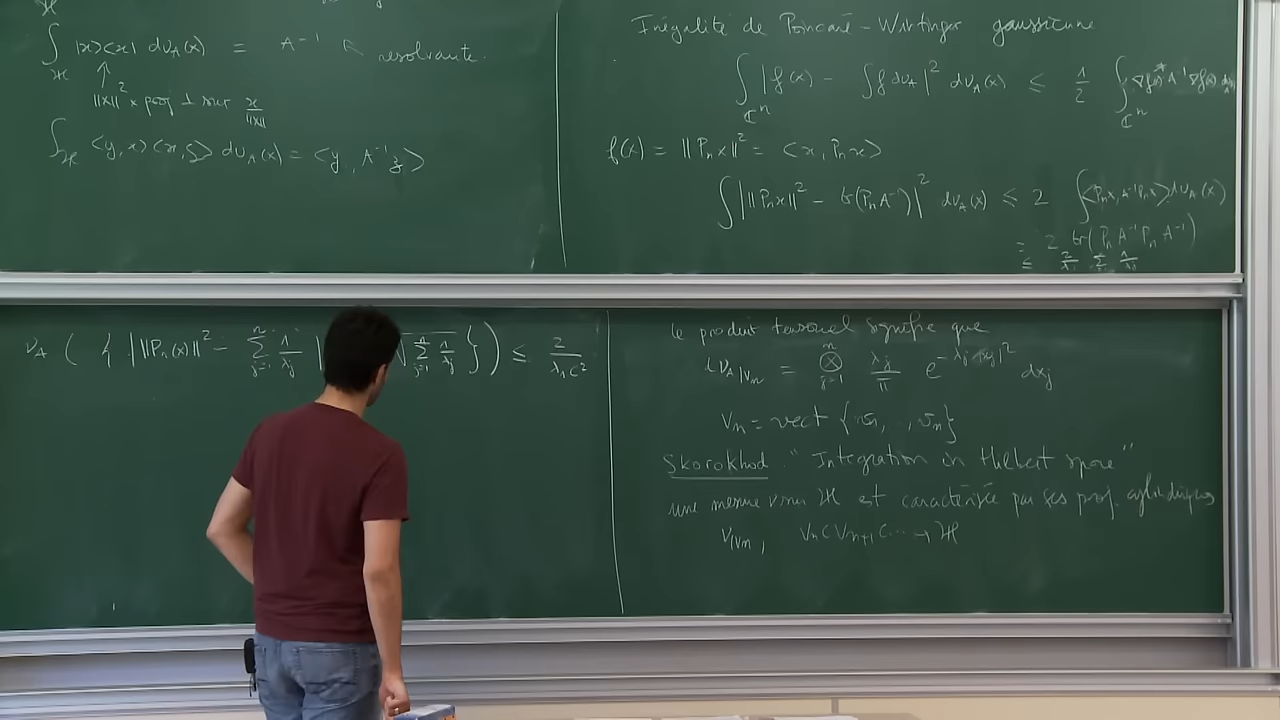 ∫_ℋ |x><x| dν_A(x) = A⁻¹ ↖ resolvante.
↑
||x||² × proj ⊥ sur x/||x||
∫_ℋ <y,x><x,z> dν_A(x) = <y, A⁻¹z>
Inégalité de Poincaré - Wirtinger gaussienne
∫_ℂⁿ |f(x) - ∫f dν_A|² dν_A(x) ≤ 1/2 ∫_ℂⁿ ∇f(x)* A⁻¹ ∇f(x) dν_A
f(x) = ||P_n x||² = <x, P_n x>
∫ | ||P_n x||² - tr(P_n A⁻¹) |² dν_A(x) ≤ 2 ∫<P_n x, A⁻¹P_n x> dν_A(x)
= 2 tr(P_n A⁻¹ P_n A⁻¹)
≤ 2/λ₁ Σ 1/λ_j
ν_A ( { | ||P_n(x)||² - Σ_{j=1}^n 1/λ_j | √(Σ_{j=1}^n 1/λ_j) } ) ≤ 2/(λ₁c²)
le produit tensoriel signifie que
(ν_A)|V_n = ⊗_{j=1}^n λ_j/π e^{-λ_j|x_j|²} dx_j
V_n = vect {v₁, .., v_n}
Skorokhod. "Integration in Hilbert space"
une mesure ν sur ℋ est caractérisée par ses proj. cylindriques
ν|V_n, V_n ⊂ V_{n+1} ⊂ ... → ℋ